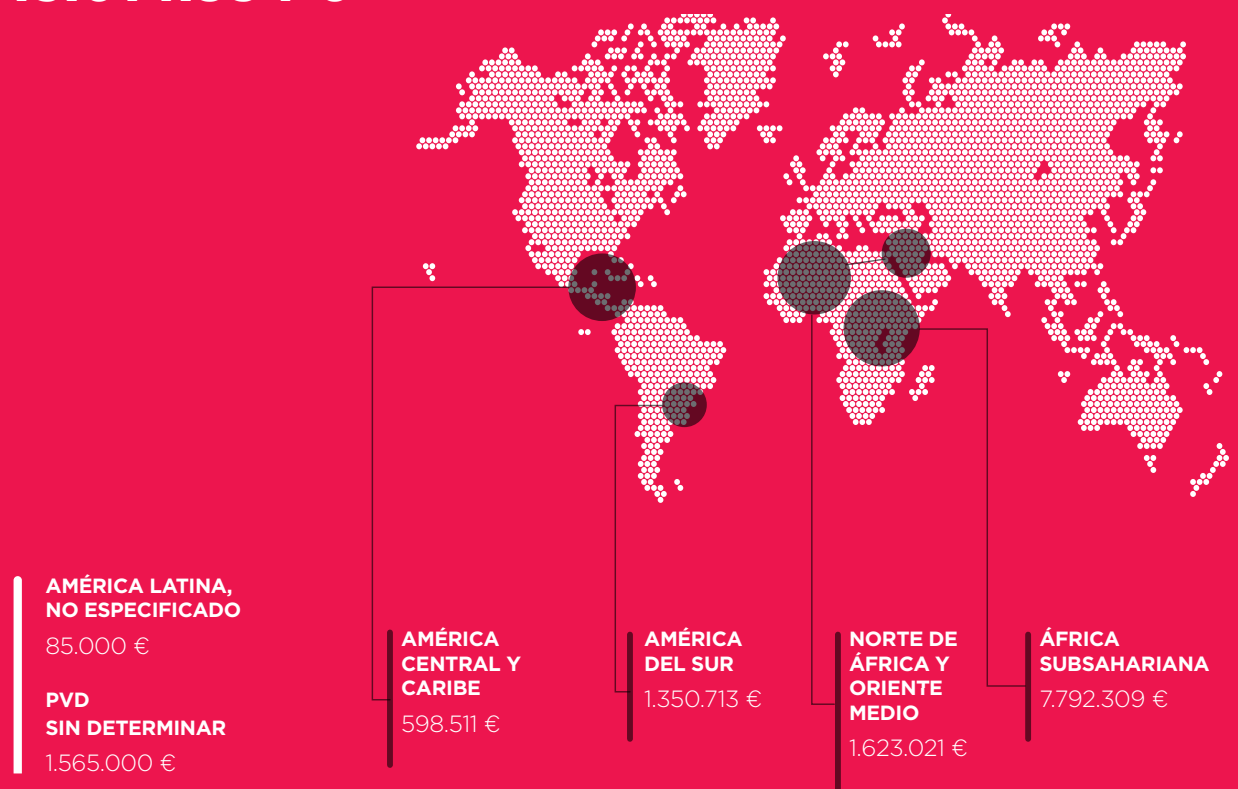 AMÉRICA LATINA,
NO ESPECIFICADO
85.000 €
PVD
SIN DETERMINAR
1.565.000 €
AMÉRICA
CENTRAL Y
CARIBE
598.511 €
AMÉRICA
DEL SUR
1.350.713 €
NORTE DE
ÁFRICA Y
ORIENTE
MEDIO
1.623.021 €
ÁFRICA
SUBSAHARIANA
7.792.309 €